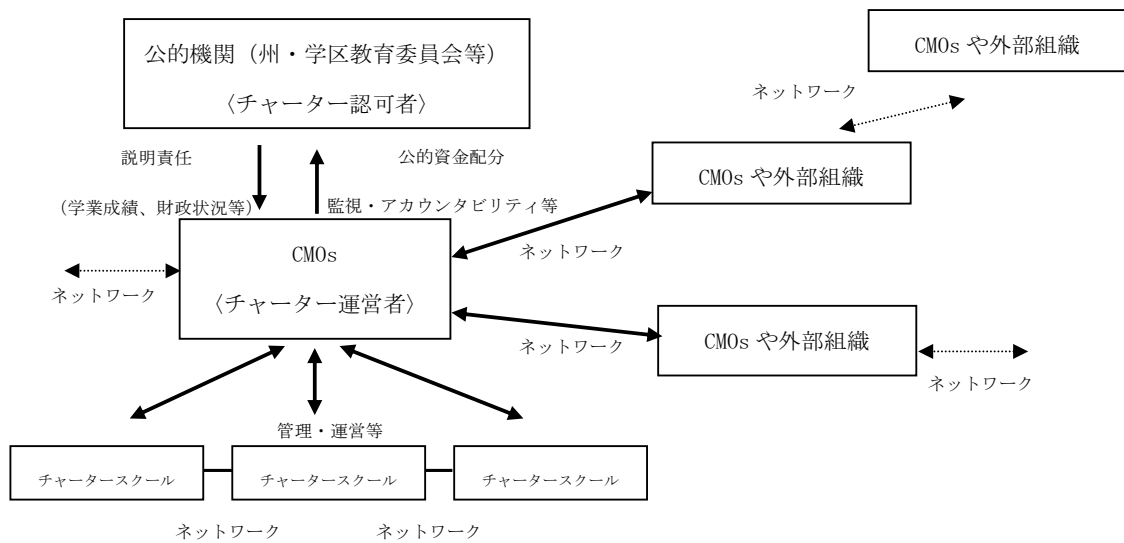 公的機関（州・学区教育委員会等）
〈チャーター認可者〉
CMOs や外部組織
ネットワーク
CMOs や外部組織
説明責任
公的資金配分
（学業成績、財政状況等）
監視・アカウンタビリティ等
CMOs
〈チャーター運営者〉
ネットワーク
ネットワーク
CMOs や外部組織
ネットワーク
ネットワーク
管理・運営等
チャータースクール
チャータースクール
チャータースクール
ネットワーク
ネットワーク